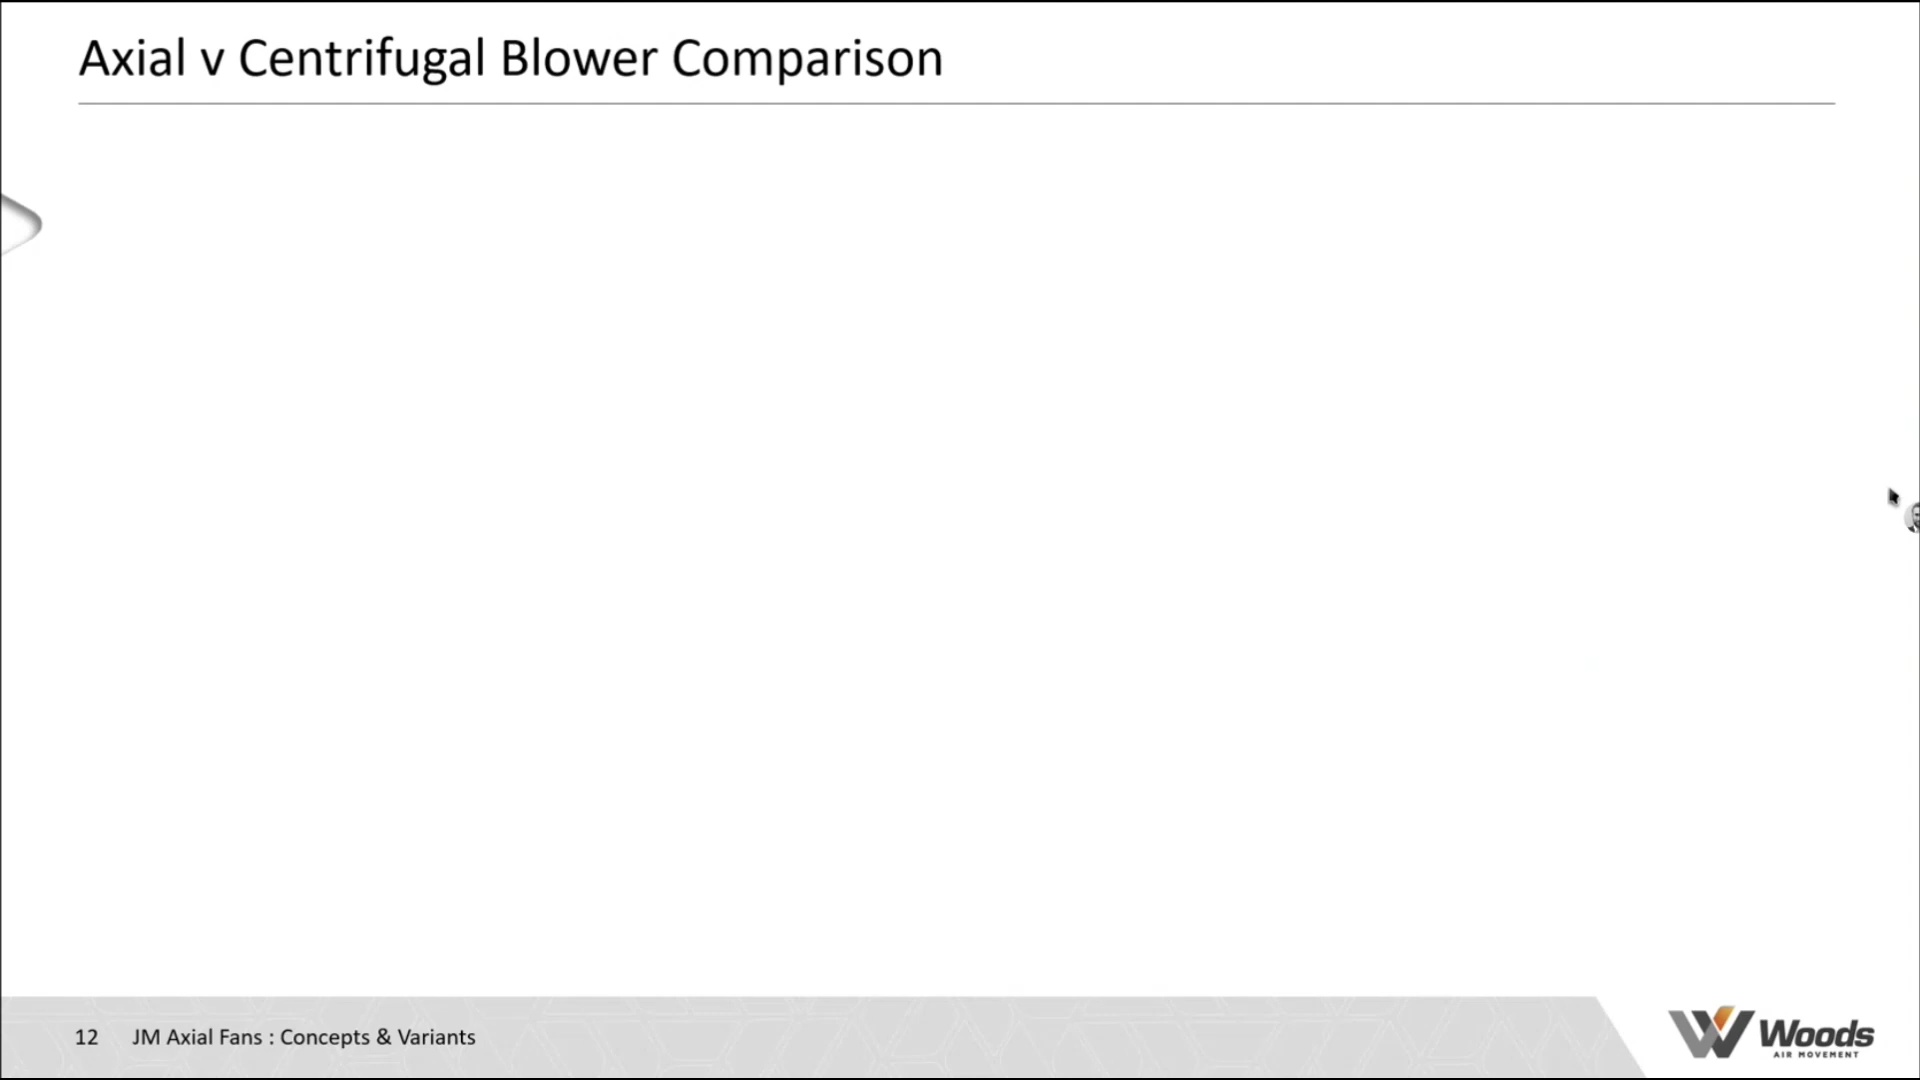 Axial v Centrifugal Blower Comparison
12 JM Axial Fans : Concepts & Variants
Woods
AIR MOVEMENT